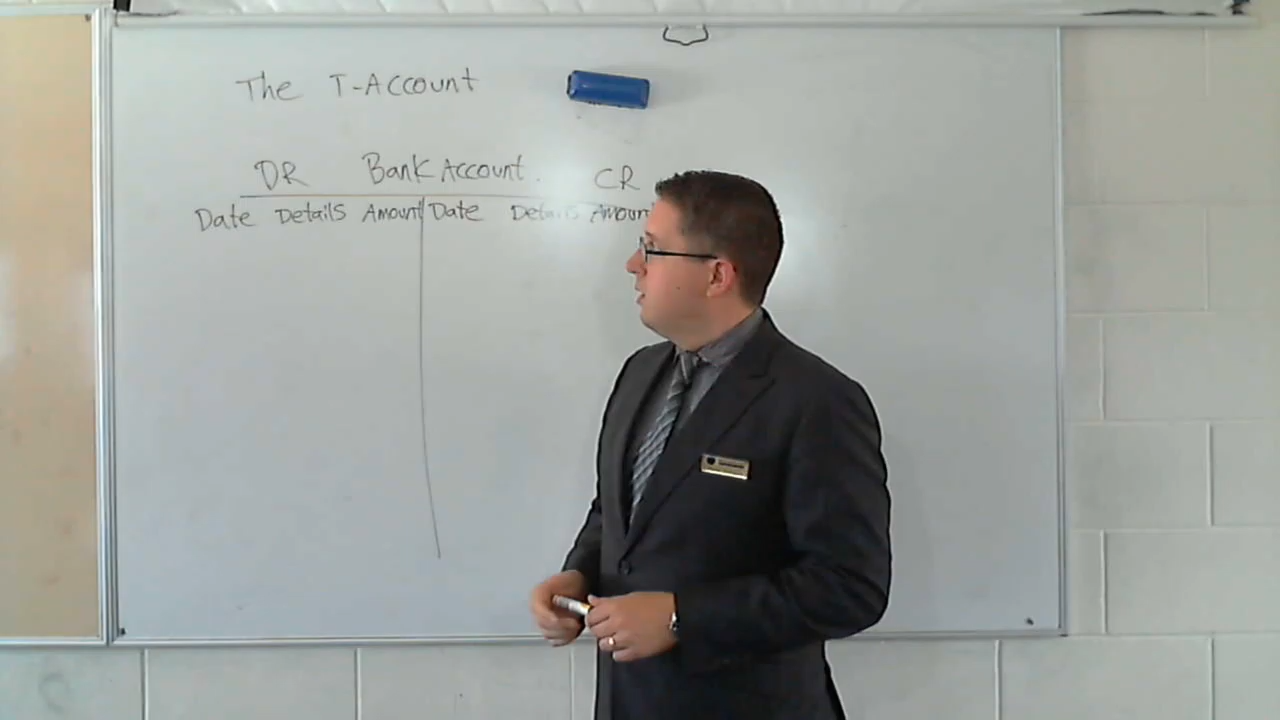 The T-Account
DR Bank Account. CR
Date Details Amount Date Details Amount